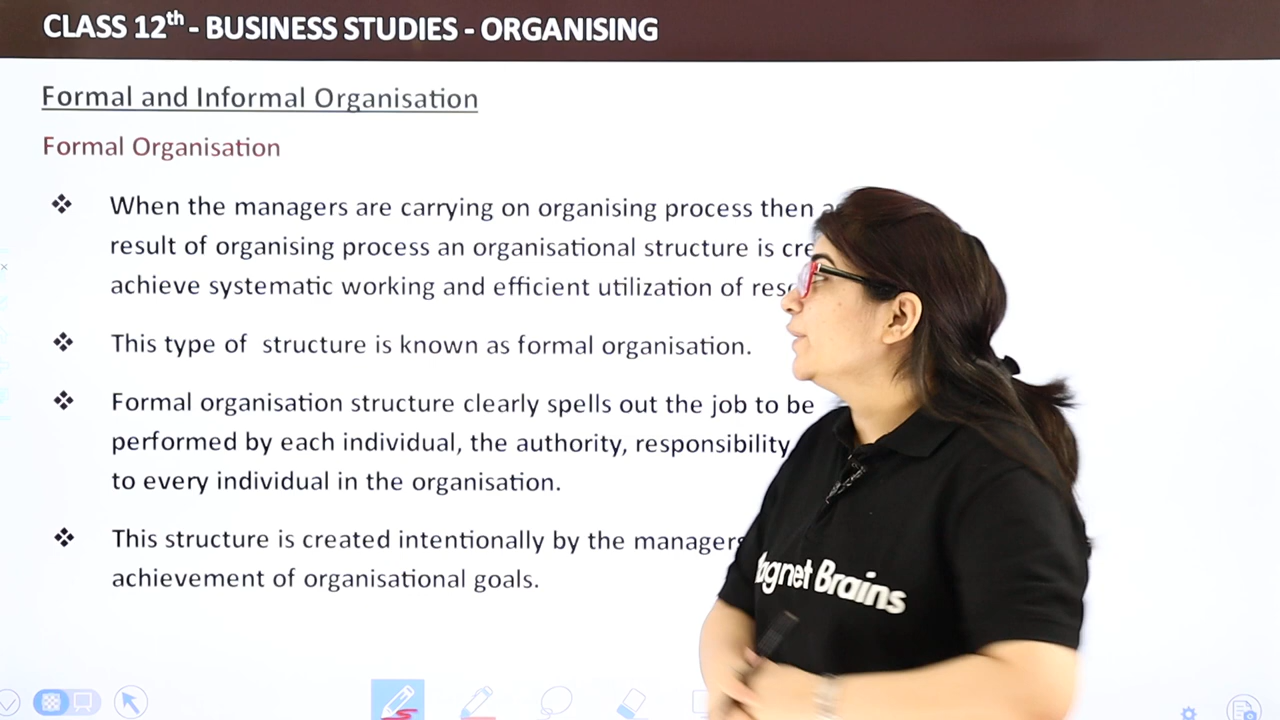 CLASS 12th - BUSINESS STUDIES - ORGANISING
Formal and Informal Organisation
Formal Organisation
❖ When the managers are carrying on organising process then
result of organising process an organisational structure is
achieve systematic working and efficient utilization of
❖ This type of structure is known as formal organisation.
❖ Formal organisation structure clearly spells out the job to be
performed by each individual, the authority, responsibility
to every individual in the organisation.
❖ This structure is created intentionally by the managers
achievement of organisational goals.
Brains